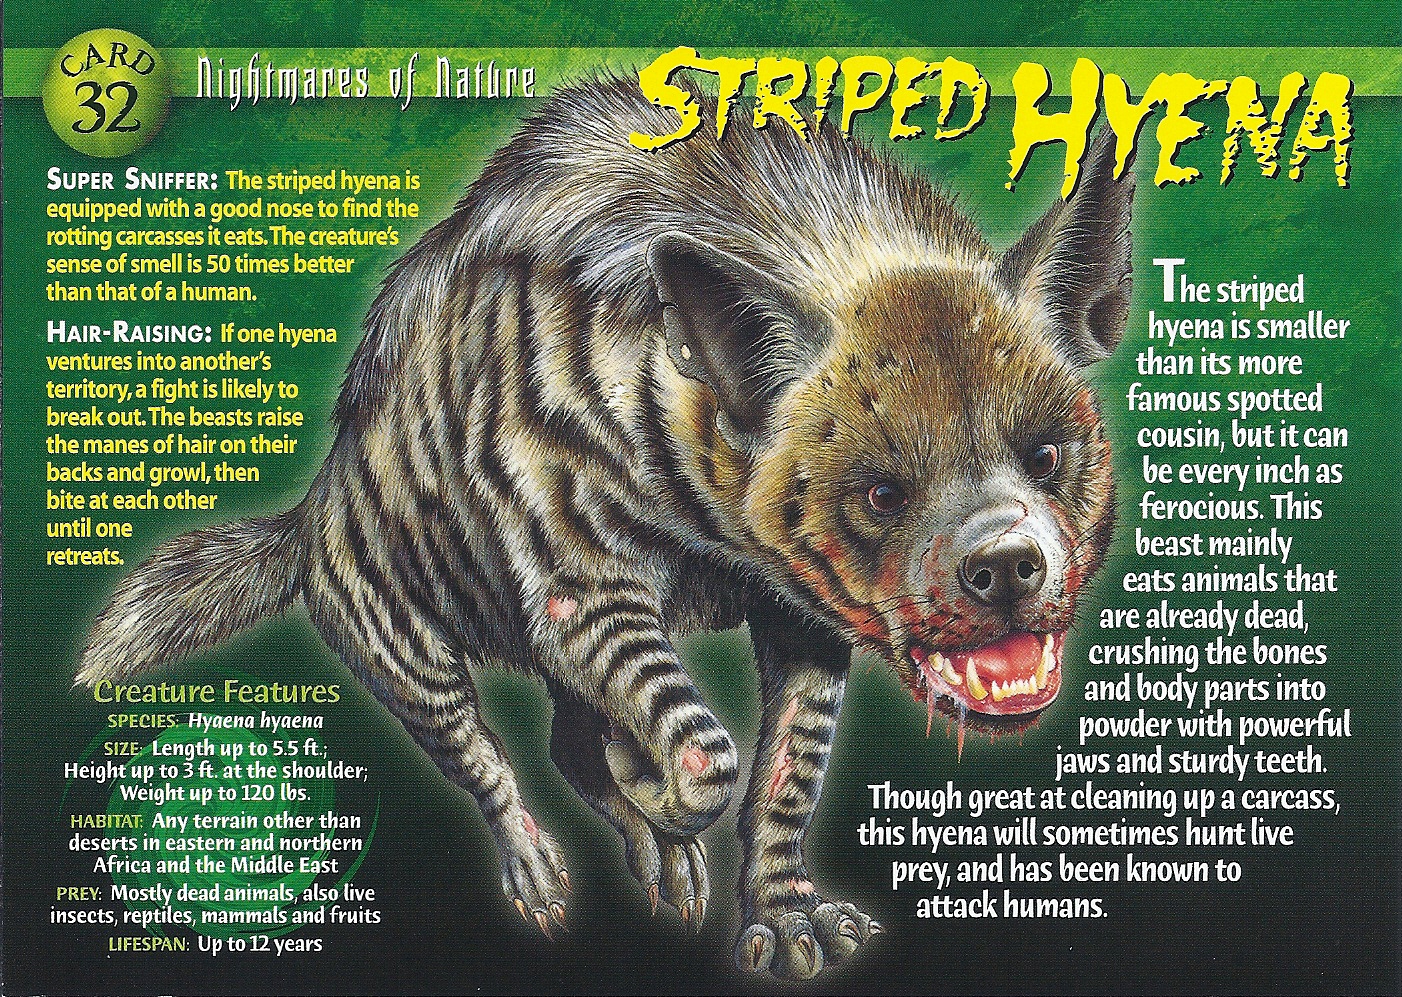 CARD
32
Nightmares of Nature
STRIPED HYENA
SUPER SNIFFER: The striped hyena is
equipped with a good nose to find the
rotting carcasses it eats. The creature's
sense of smell is 50 times better
than that of a human.
HAIR-RAISING: If one hyena
ventures into another's
territory, a fight is likely to
break out. The beasts raise
the manes of hair on their
backs and growl, then
bite at each other
until one
retreats.
Creature Features
SPECIES: Hyaena hyaena
SIZE: Length up to 5.5 ft.;
Height up to 3 ft. at the shoulder;
Weight up to 120 lbs.
HABITAT: Any terrain other than
deserts in eastern and northern
Africa and the Middle East
PREY: Mostly dead animals, also live
insects, reptiles, mammals and fruits
LIFESPAN: Up to 12 years
The striped
hyena is smaller
than its more
famous spotted
cousin, but it can
be every inch as
ferocious. This
beast mainly
eats animals that
are already dead,
crushing the bones
and body parts into
powder with powerful
jaws and sturdy teeth.
Though great at cleaning up a carcass,
this hyena will sometimes hunt live
prey, and has been known to
attack humans.